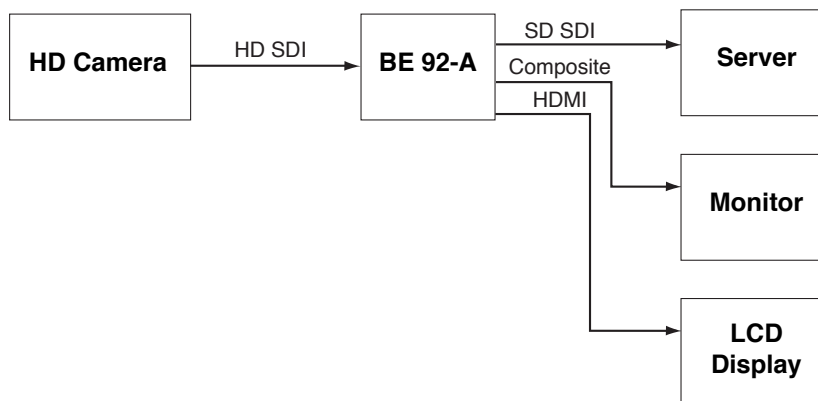 HD Camera
HD SDI
BE 92-A
SD SDI
Composite
HDMI
Server
Monitor
LCD
Display